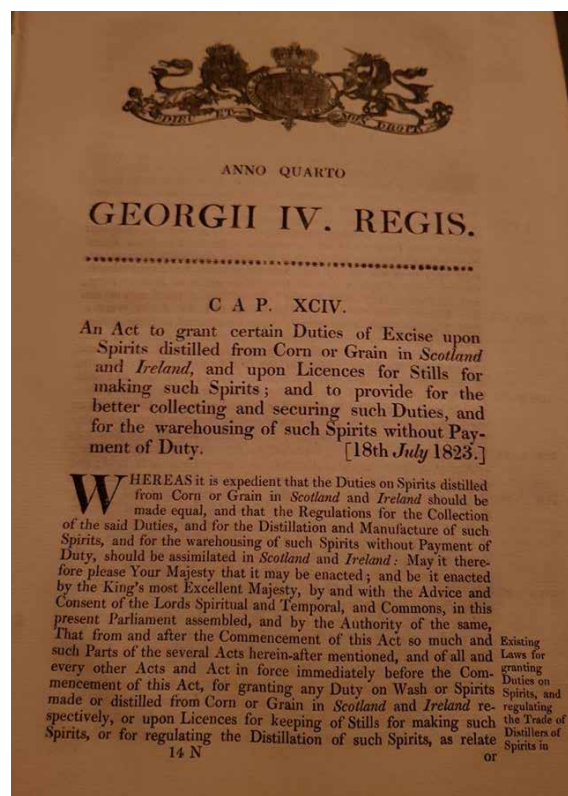 DIEU ET MON DROIT
ANNO QUARTO
GEORGII IV. REGIS.
CAP. XCIV.
An Act to grant certain Duties of Excise upon
Spirits distilled from Corn or Grain in Scotland
and Ireland, and upon Licences for Stills for
making such Spirits; and to provide for the
better collecting and securing such Duties, and
for the warehousing of such Spirits without Pay-
ment of Duty. [18th July 1823.]
WHEREAS it is expedient that the Duties on Spirits distilled
from Corn or Grain in Scotland and Ireland should be
made equal, and that the Regulations for the Collection
of the said Duties, and for the Distillation and Manufacture of such
Spirits, and for the warehousing of such Spirits without Payment of
Duty, should be assimilated in Scotland and Ireland: May it there-
fore please Your Majesty that it may be enacted; and be it enacted
by the King's most Excellent Majesty, by and with the Advice and
Consent of the Lords Spiritual and Temporal, and Commons, in this
present Parliament assembled, and by the Authority of the same,
That from and after the Commencement of this Act so much and
such Parts of the several Acts herein-after mentioned, and of all and
every other Acts and Act in force immediately before the Com-
mencement of this Act, for granting any Duty on Wash or Spirits
made or distilled from Corn or Grain in Scotland and Ireland re-
spectively, or upon Licences for keeping of Stills for making such
Spirits, or for regulating the Distillation of such Spirits, as relate
14 N
or
Existing
Laws for
granting
Duties on
Spirits, and
regulating
the Trade of
Distillers of
Spirits in